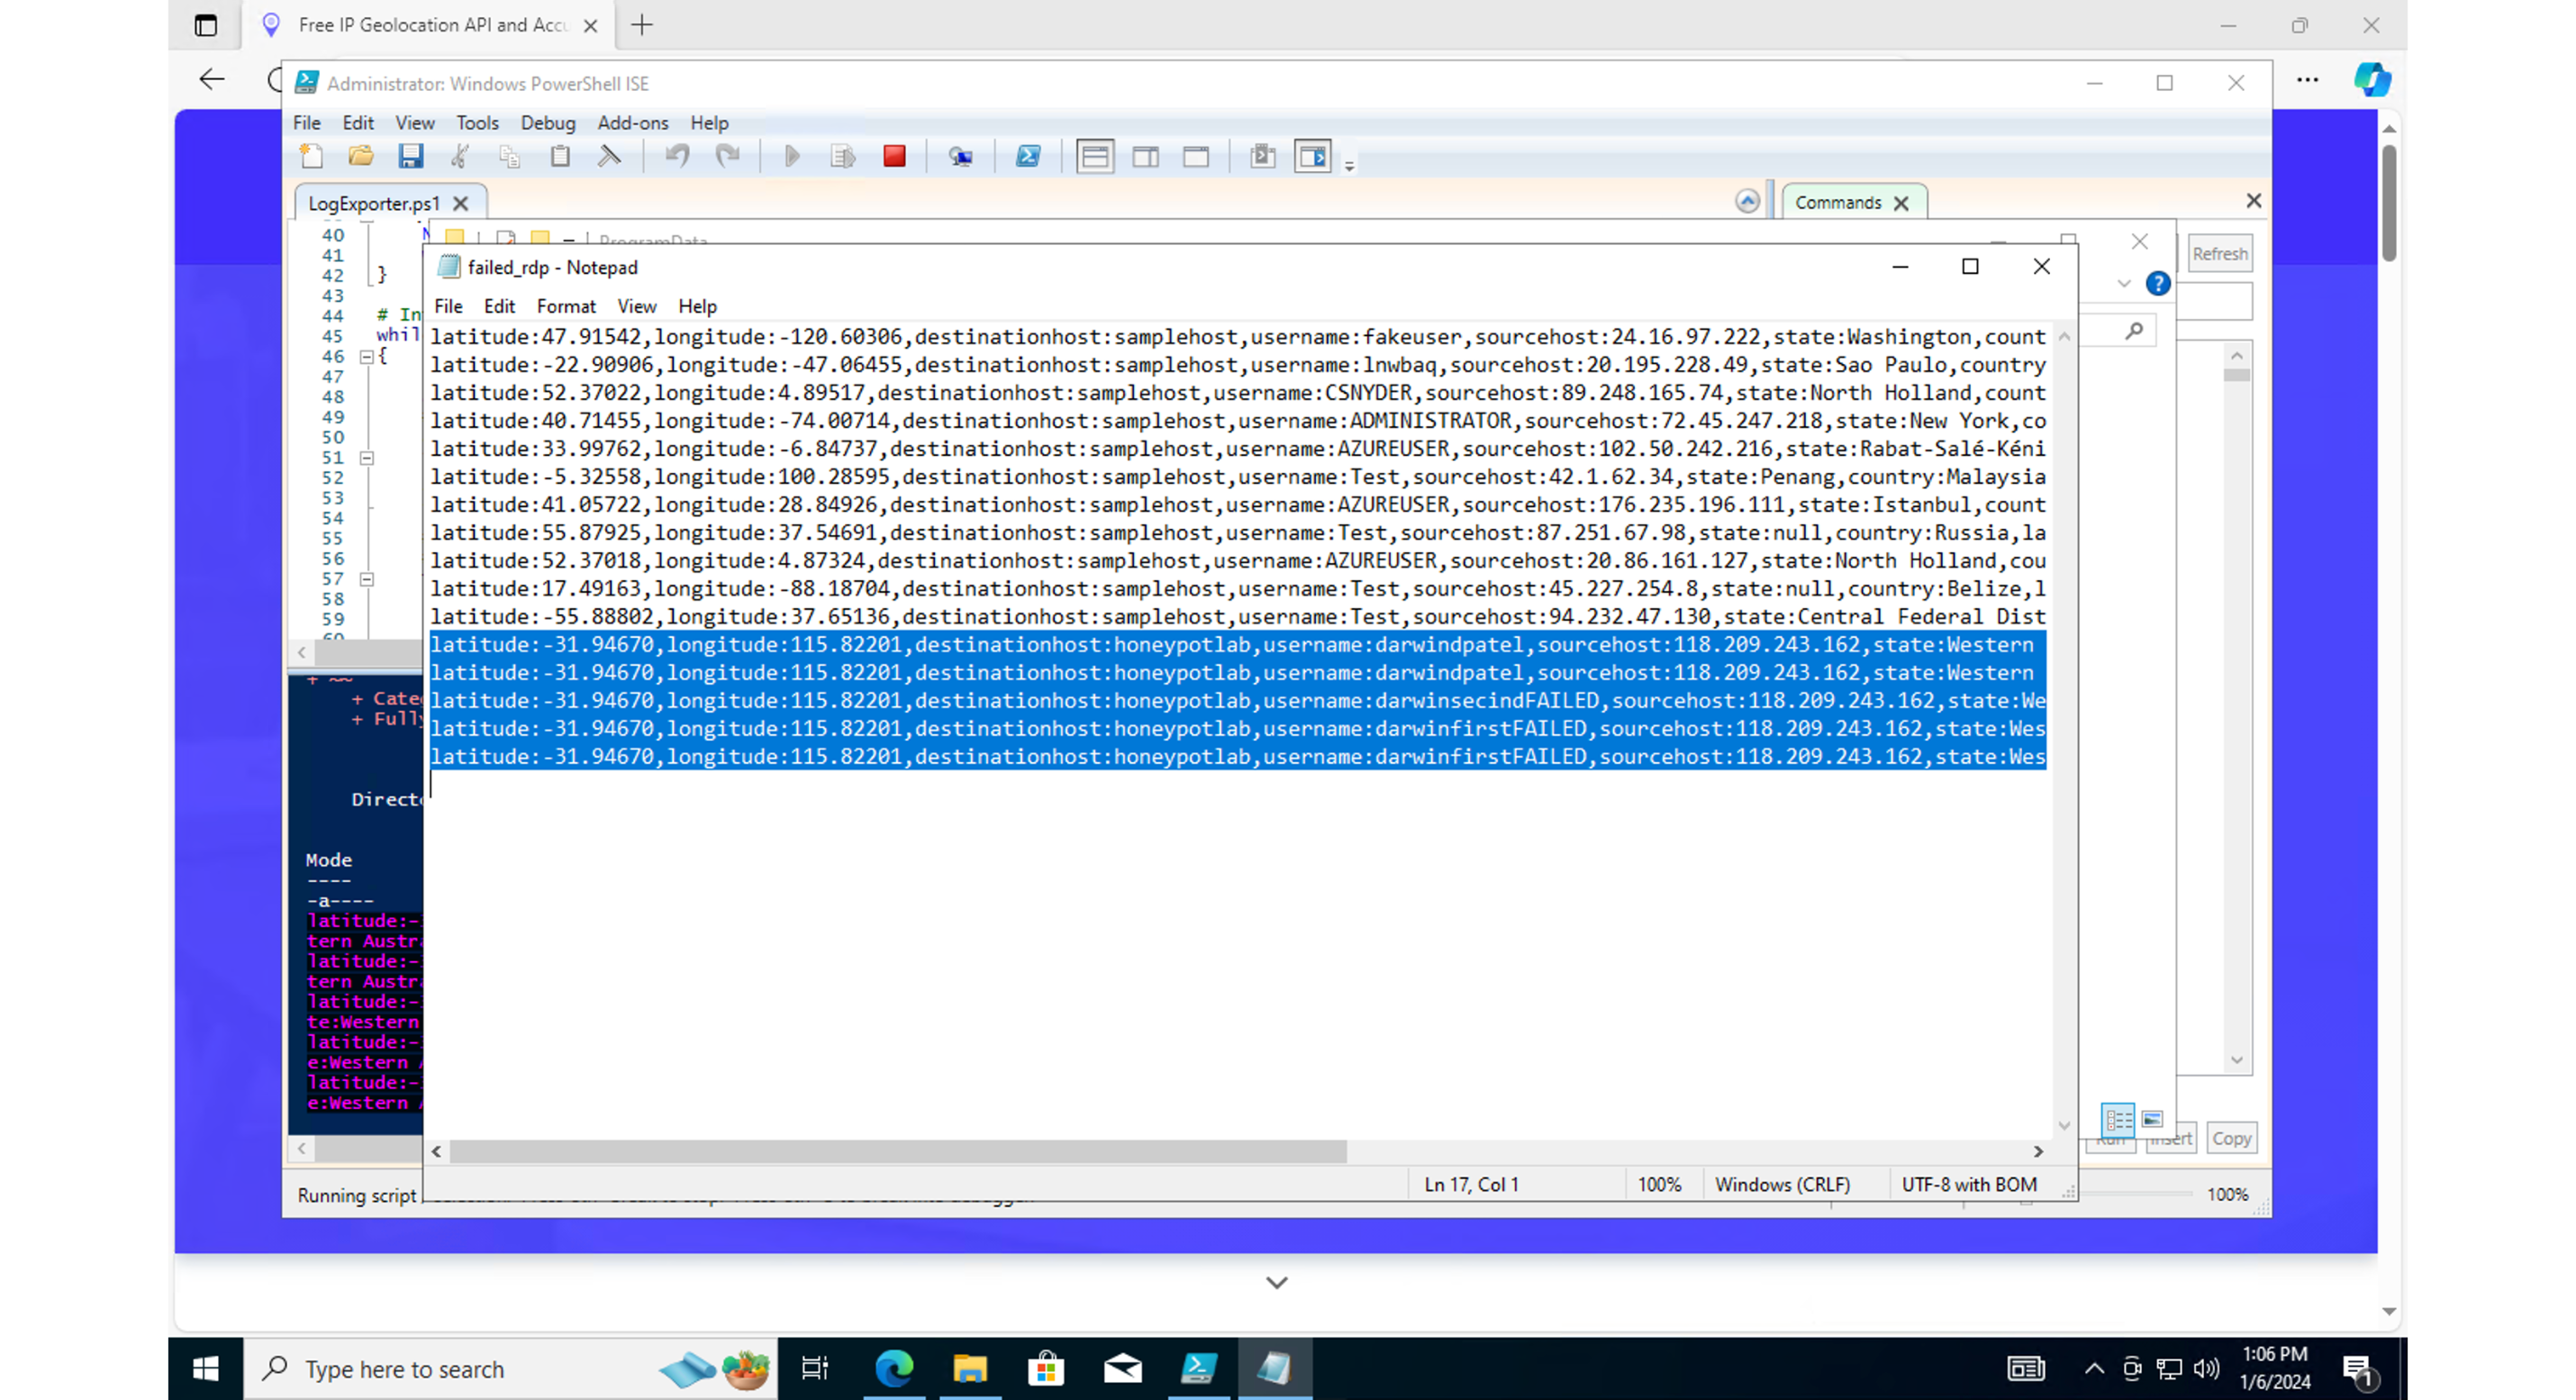 Free IP Geolocation API and Accu
Administrator: Windows PowerShell ISE
File Edit View Tools Debug Add-ons Help
LogExporter.ps1
Commands
ProgramData
Refresh
40
41
42 }
43
44 # In
45 whil
46 {
47
48
49
50
51
52
53
54
55
56
57
58
59
60
failed_rdp - Notepad
File Edit Format View Help
latitude:47.91542,longitude:-120.60306,destinationhost:samplehost,username:fakeuser,sourcehost:24.16.97.222,state:Washington,count
latitude:-22.90906,longitude:-47.06455,destinationhost:samplehost,username:lnwbaq,sourcehost:20.195.228.49,state:Sao Paulo,country
latitude:52.37022,longitude:4.89517,destinationhost:samplehost,username:CSNYDER,sourcehost:89.248.165.74,state:North Holland,count
latitude:40.71455,longitude:-74.00714,destinationhost:samplehost,username:ADMINISTRATOR,sourcehost:72.45.247.218,state:New York,co
latitude:33.99762,longitude:-6.84737,destinationhost:samplehost,username:AZUREUSER,sourcehost:102.50.242.216,state:Rabat-Salé-Kéni
latitude:-5.32558,longitude:100.28595,destinationhost:samplehost,username:Test,sourcehost:42.1.62.34,state:Penang,country:Malaysia
latitude:41.05722,longitude:28.84926,destinationhost:samplehost,username:AZUREUSER,sourcehost:176.235.196.111,state:Istanbul,count
latitude:55.87925,longitude:37.54691,destinationhost:samplehost,username:Test,sourcehost:87.251.67.98,state:null,country:Russia,la
latitude:52.37018,longitude:4.87324,destinationhost:samplehost,username:AZUREUSER,sourcehost:20.86.161.127,state:North Holland,cou
latitude:17.49163,longitude:-88.18704,destinationhost:samplehost,username:Test,sourcehost:45.227.254.8,state:null,country:Belize,l
latitude:-55.88802,longitude:37.65136,destinationhost:samplehost,username:Test,sourcehost:94.232.47.130,state:Central Federal Dist
latitude:-31.94670,longitude:115.82201,destinationhost:honeypotlab,username:darwindpatel,sourcehost:118.209.243.162,state:Western
latitude:-31.94670,longitude:115.82201,destinationhost:honeypotlab,username:darwindpatel,sourcehost:118.209.243.162,state:Western
latitude:-31.94670,longitude:115.82201,destinationhost:honeypotlab,username:darwinsecindFAILED,sourcehost:118.209.243.162,state:We
latitude:-31.94670,longitude:115.82201,destinationhost:honeypotlab,username:darwinfirstFAILED,sourcehost:118.209.243.162,state:Wes
latitude:-31.94670,longitude:115.82201,destinationhost:honeypotlab,username:darwinfirstFAILED,sourcehost:118.209.243.162,state:Wes
Ln 17, Col 1 100% Windows (CRLF) UTF-8 with BOM
+ ~~
+ Cate
+ Fully
Directo
Mode
----
-a----
latitude:-
tern Austr
latitude:-
tern Austr
latitude:-
te:Western
latitude:-
e:Western
latitude:-
e:Western
Run Insert Copy
Running script 100%
Type here to search
1:06 PM
1/6/2024
1